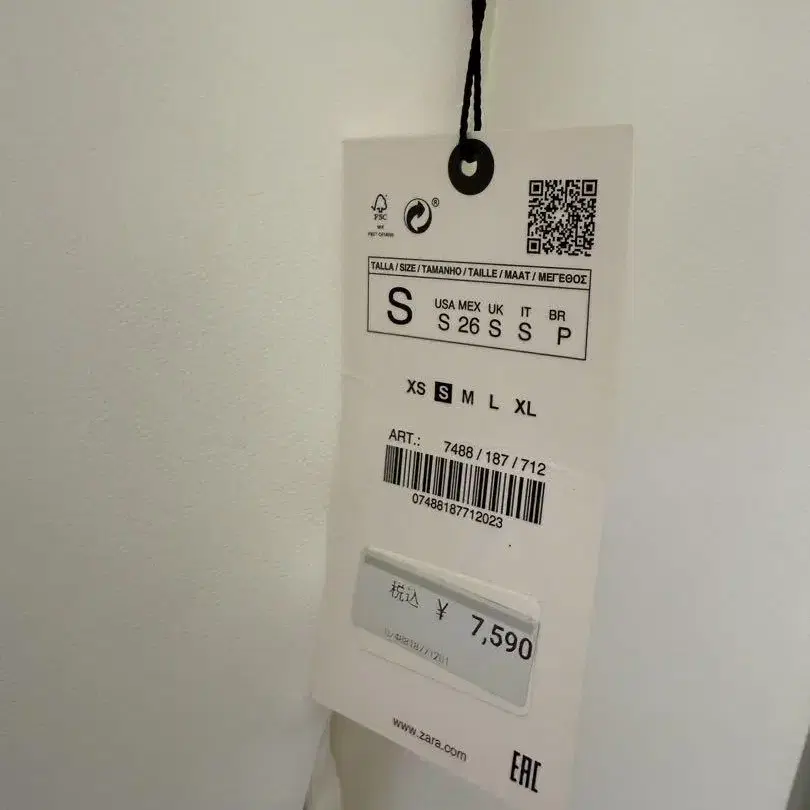 FSC
®
TALLA / SIZE / TAMANHO / TAILLE / MAAT / ΜΕΓΕΘΟΣ
S
USA MEX UK IT BR
S 26 S S P
XS S M L XL
ART.: 7488 / 187 / 712
07488187712023
税込 ¥ 7,590
www.zara.com
EAC